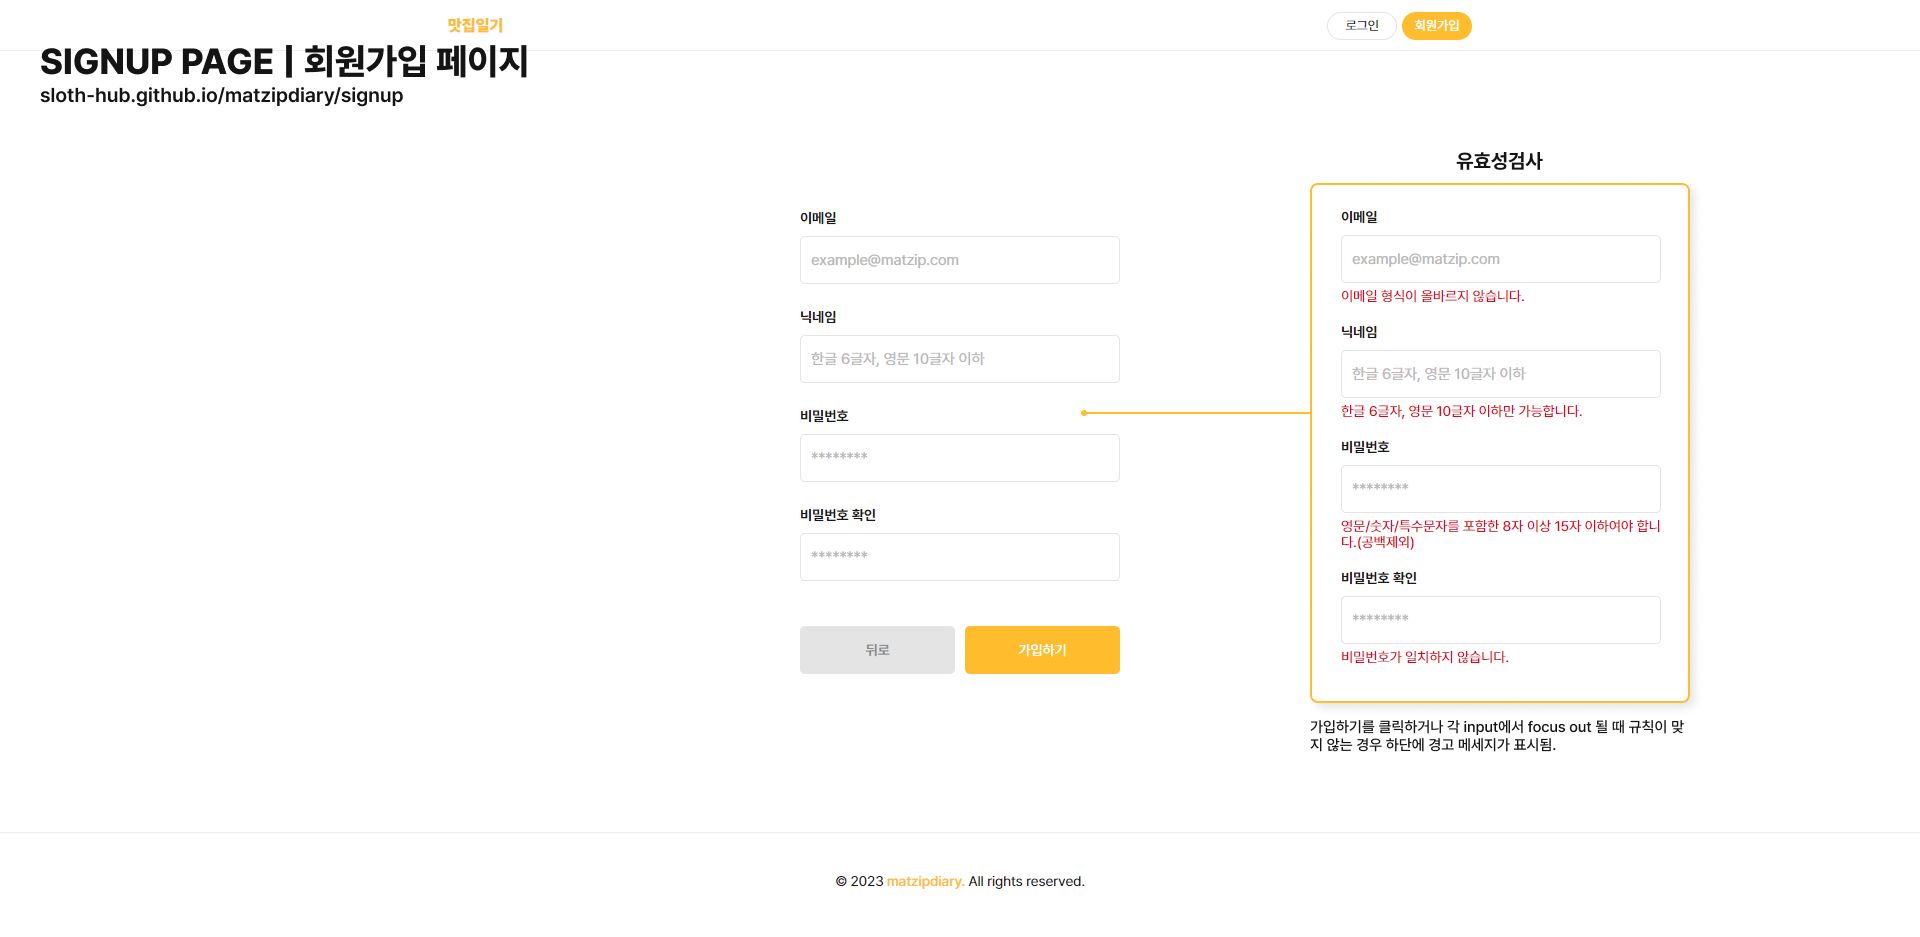 맛집일기
로그인
회원가입
SIGNUP PAGE | 회원가입 페이지
sloth-hub.github.io/matzipdiary/signup
이메일
example@matzip.com
닉네임
한글 6글자, 영문 10글자 이하
비밀번호
********
비밀번호 확인
********
뒤로
가입하기
유효성검사
이메일
example@matzip.com
이메일 형식이 올바르지 않습니다.
닉네임
한글 6글자, 영문 10글자 이하
한글 6글자, 영문 10글자 이하만 가능합니다.
비밀번호
********
영문/숫자/특수문자를 포함한 8자 이상 15자 이하여야 합니
다.(공백제외)
비밀번호 확인
********
비밀번호가 일치하지 않습니다.
가입하기를 클릭하거나 각 input에서 focus out 될 때 규칙이 맞
지 않는 경우 하단에 경고 메세지가 표시됨.
© 2023 matzipdiary. All rights reserved.